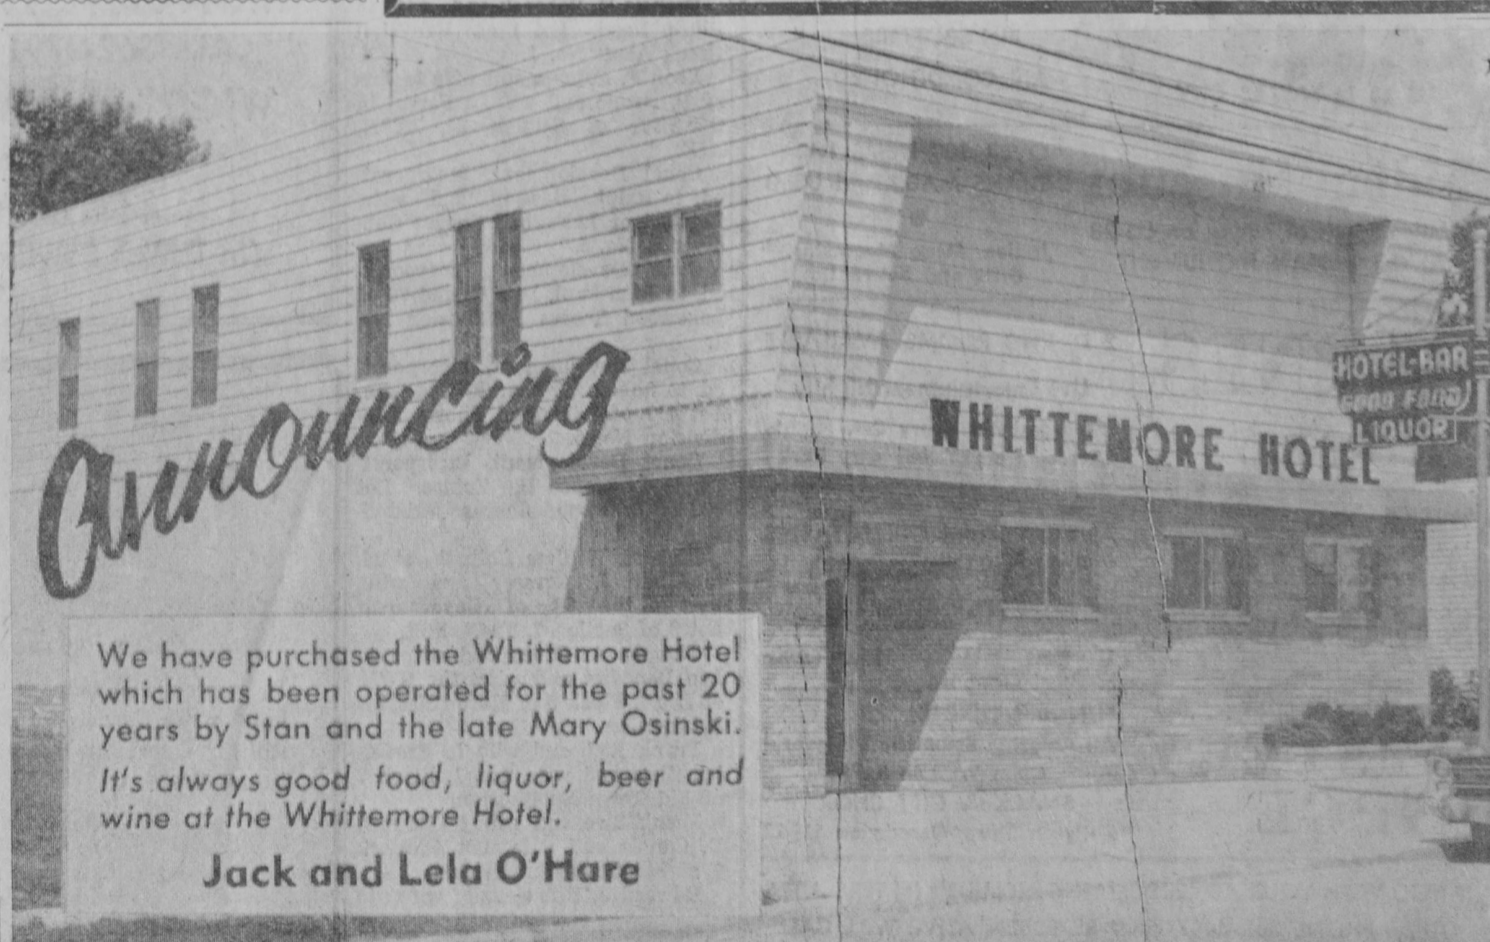 Announcing
WHITTEMORE HOTEL
HOTEL-BAR
GOOD FOOD
LIQUOR
We have purchased the Whittemore Hotel
which has been operated for the past 20
years by Stan and the late Mary Osinski.
It's always good food, liquor, beer and
wine at the Whittemore Hotel.
Jack and Lela O'Hare